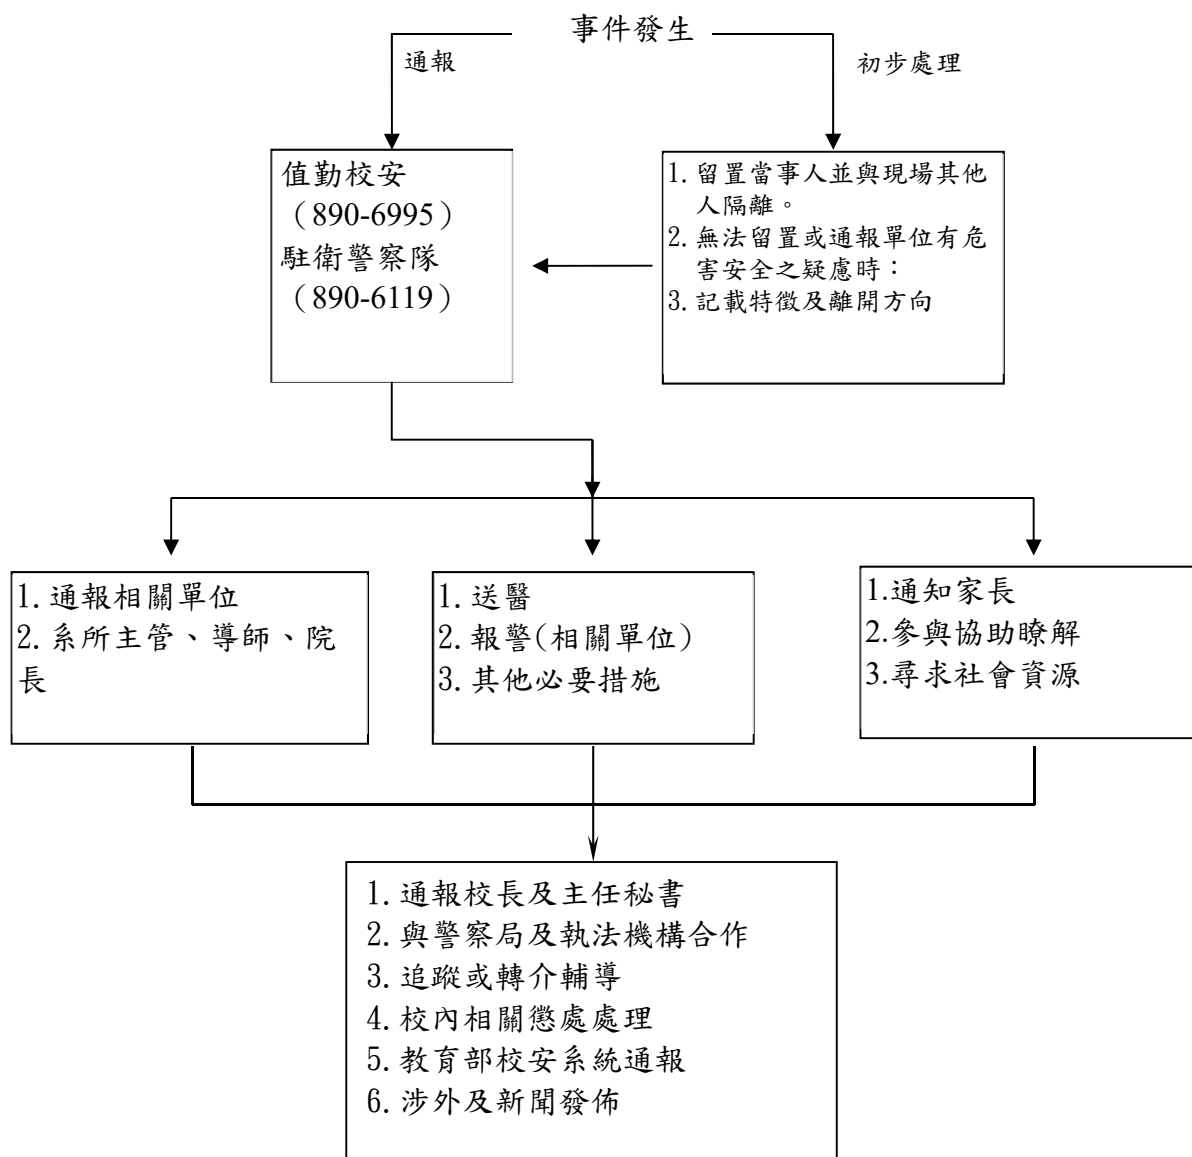 事件發生
通報
初步處理
值勤校安
（890-6995）
駐衛警察隊
（890-6119）
1. 留置當事人並與現場其他
人隔離。
2. 無法留置或通報單位有危
害安全之疑慮時：
3. 記載特徵及離開方向
1. 通報相關單位
2. 系所主管、導師、院
長
1. 送醫
2. 報警(相關單位)
3. 其他必要措施
1.通知家長
2.參與協助瞭解
3.尋求社會資源
1. 通報校長及主任秘書
2. 與警察局及執法機構合作
3. 追蹤或轉介輔導
4. 校內相關懲處處理
5. 教育部校安系統通報
6. 涉外及新聞發佈